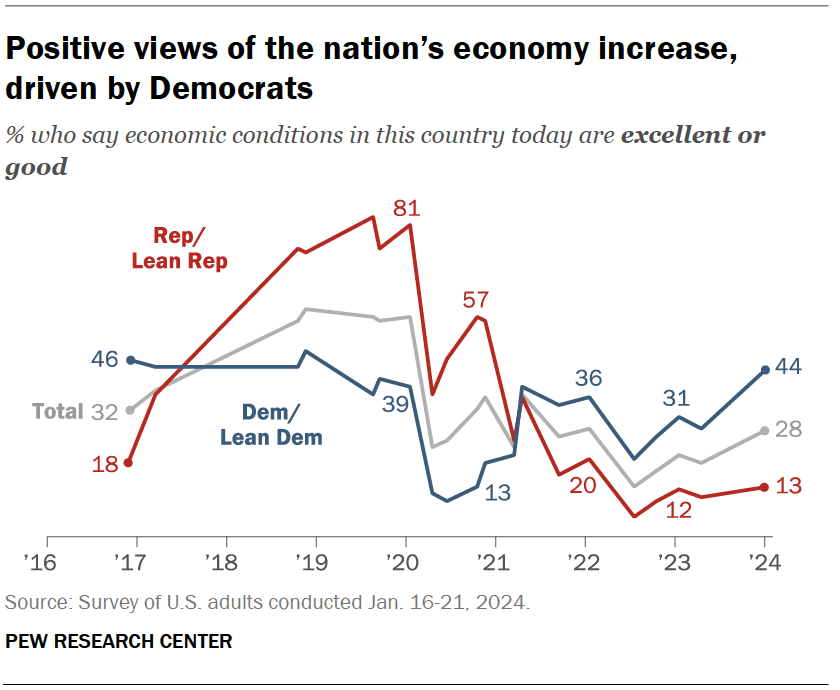 Positive views of the nation’s economy increase,
driven by Democrats
% who say economic conditions in this country today are excellent or
good
81
Rep/
Lean Rep
57
46
44
36
39
31
Total 32
Dem/
Lean Dem
28
18
13
20
13
12
’16 ’17 ’18 ’19 ’20 ’21 ’22 ’23 ’24
Source: Survey of U.S. adults conducted Jan. 16-21, 2024.
PEW RESEARCH CENTER